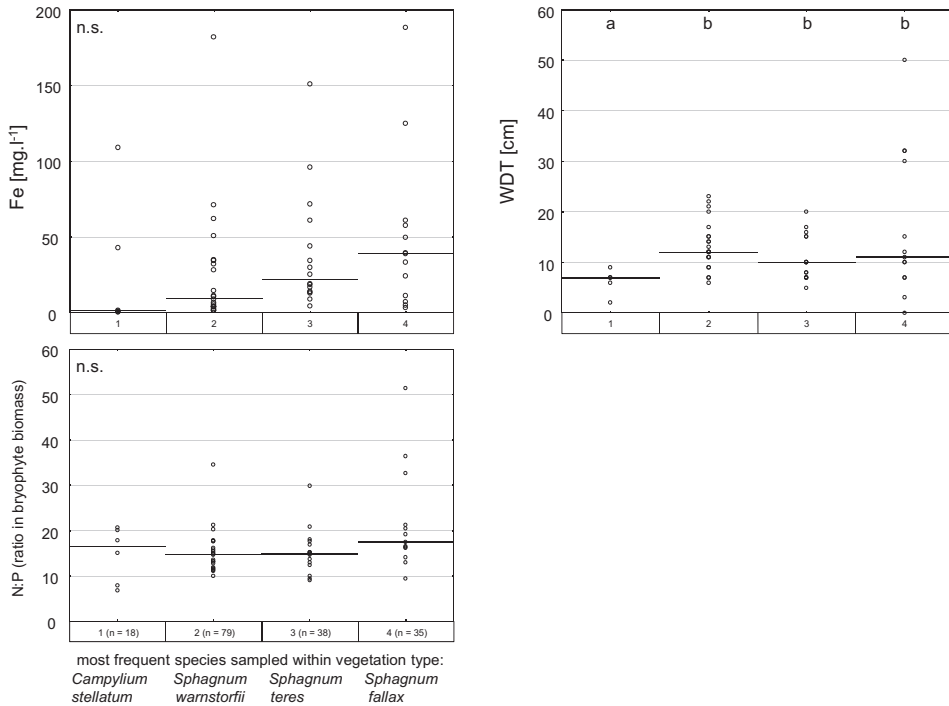 200
n.s.
150
Fe [mg.l-1]
100
50
0
1 2 3 4
60
a b b b
50
40
WDT [cm]
30
20
10
0
1 2 3 4
60
n.s.
50
40
N:P (ratio in bryophyte biomass)
30
20
10
0
1 (n = 18) 2 (n = 79) 3 (n = 38) 4 (n = 35)
most frequent species sampled within vegetation type:
Campylium Sphagnum Sphagnum Sphagnum
stellatum warnstorfii teres fallax